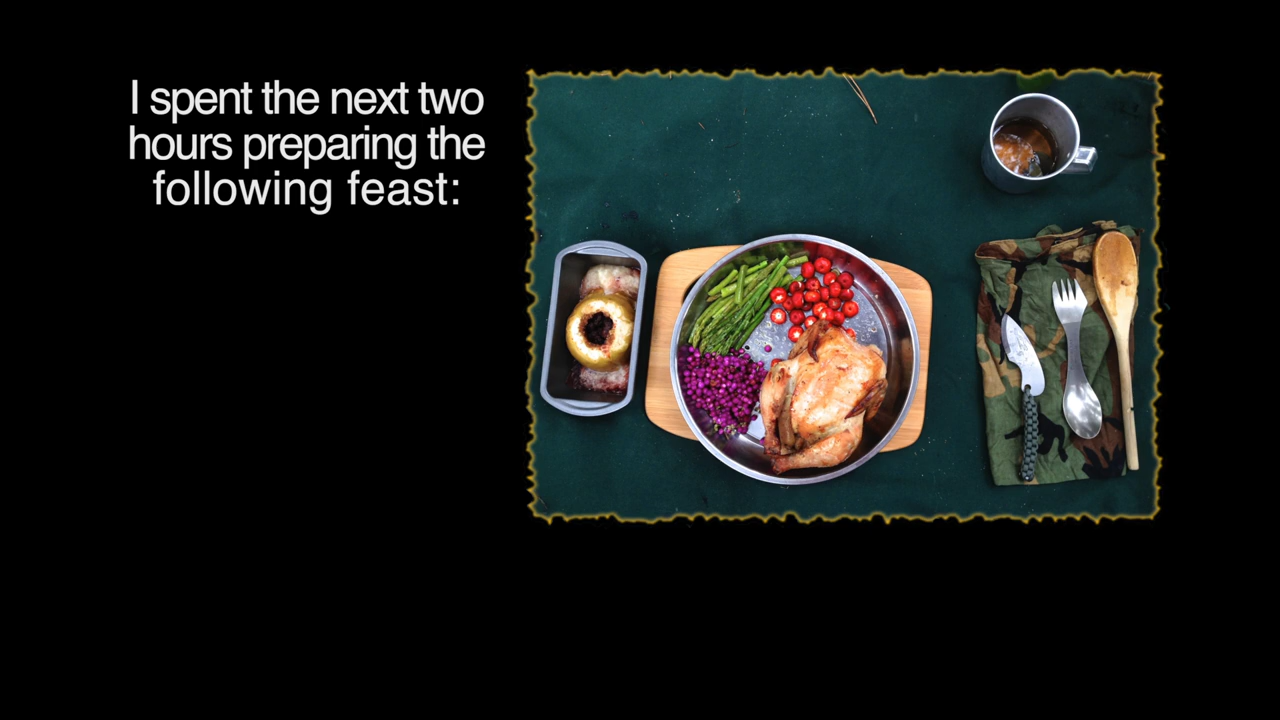 I spent the next two
hours preparing the
following feast: